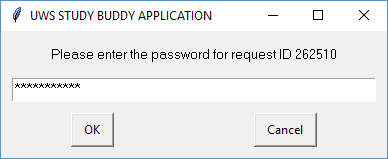 UWS STUDY BUDDY APPLICATION
Please enter the password for request ID 262510
***********
OK
Cancel